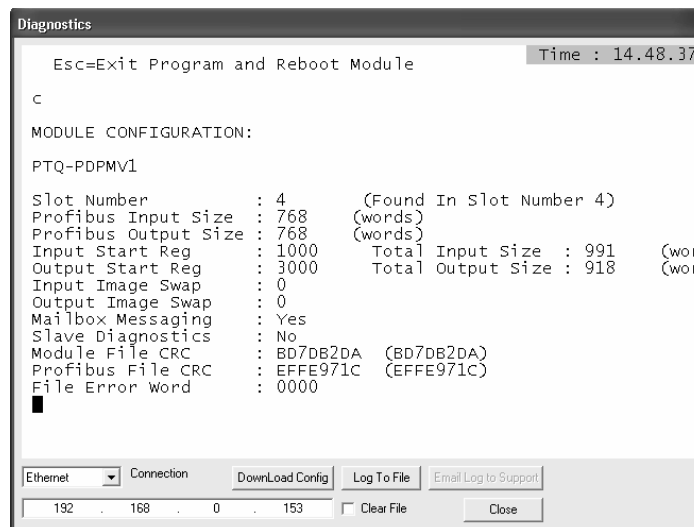 Diagnostics
Time : 14.48.37
Esc=Exit Program and Reboot Module
c
MODULE CONFIGURATION:
PTQ-PDPMV1
Slot Number : 4 (Found In Slot Number 4)
Profibus Input Size : 768 (words)
Profibus Output Size : 768 (words)
Input Start Reg : 1000 Total Input Size : 991 (wor
Output Start Reg : 3000 Total Output Size : 918 (wor
Input Image Swap : 0
Output Image Swap : 0
Mailbox Messaging : Yes
Slave Diagnostics : No
Module File CRC : BD7DB2DA (BD7DB2DA)
Profibus File CRC : EFFE971C (EFFE971C)
File Error Word : 0000
Ethernet Connection DownLoad Config Log To File Email Log to Support
192 . 168 . 0 . 153 Clear File Close